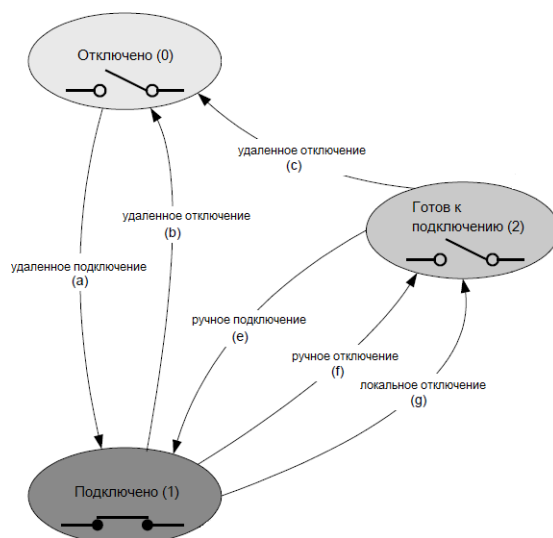 Отключено (0)
удаленное отключение
(c)
удаленное отключение
(b)
Готов к
подключению (2)
удаленное подключение
(a)
ручное подключение
(e)
ручное отключение
(f)
локальное отключение
(g)
Подключено (1)